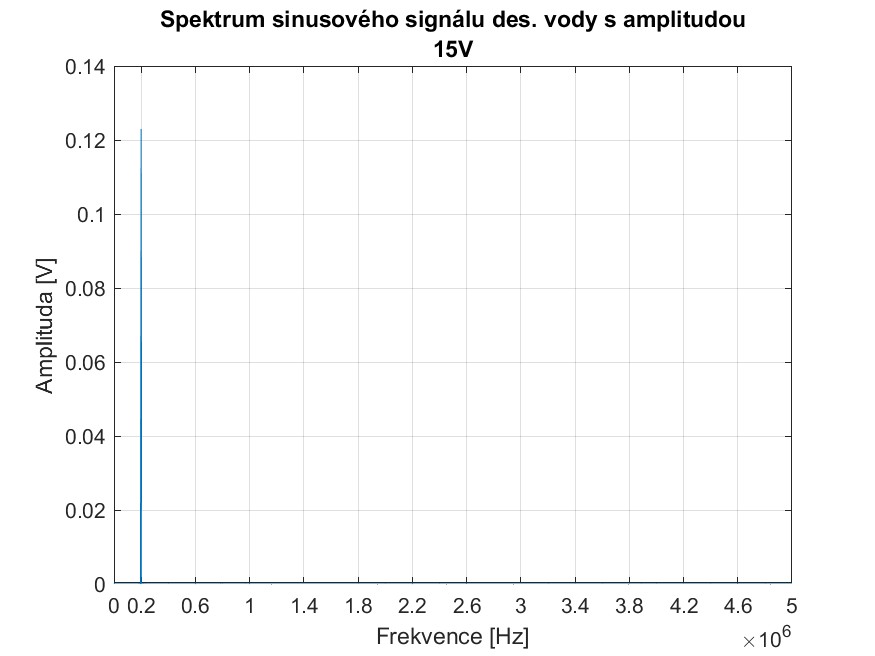 Spektrum sinusového signálu des. vody s amplitudou
15V
0.14
0.12
0.1
0.08
0.06
0.04
0.02
0
Amplituda [V]
0 0.2 0.6 1 1.4 1.8 2.2 2.6 3 3.4 3.8 4.2 4.6 5
Frekvence [Hz]
×10⁶